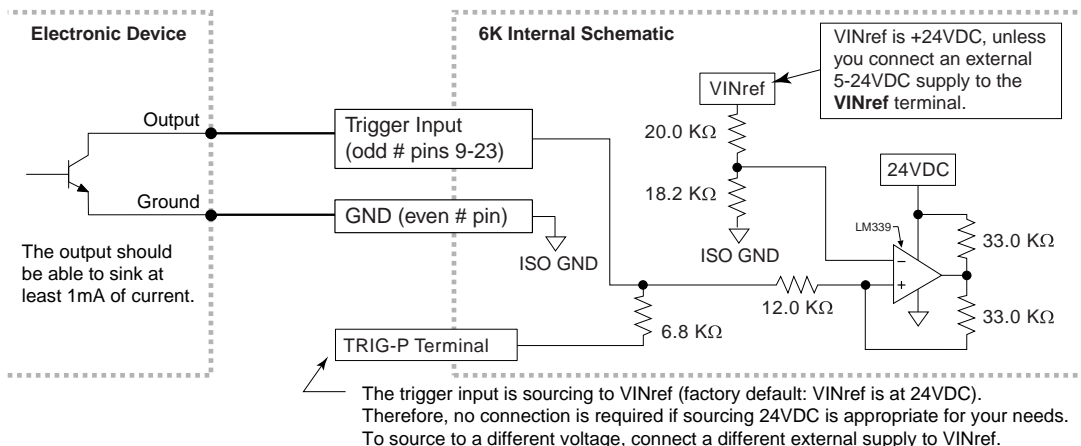 Electronic Device
6K Internal Schematic
VINref is +24VDC, unless
you connect an external
5-24VDC supply to the
VINref terminal.
VINref
Output
Trigger Input
(odd # pins 9-23)
20.0 KΩ
24VDC
Ground
GND (even # pin)
18.2 KΩ
LM339
33.0 KΩ
The output should
be able to sink at
least 1mA of current.
ISO GND
ISO GND
–
+
12.0 KΩ
33.0 KΩ
6.8 KΩ
TRIG-P Terminal
The trigger input is sourcing to VINref (factory default: VINref is at 24VDC).
Therefore, no connection is required if sourcing 24VDC is appropriate for your needs.
To source to a different voltage, connect a different external supply to VINref.